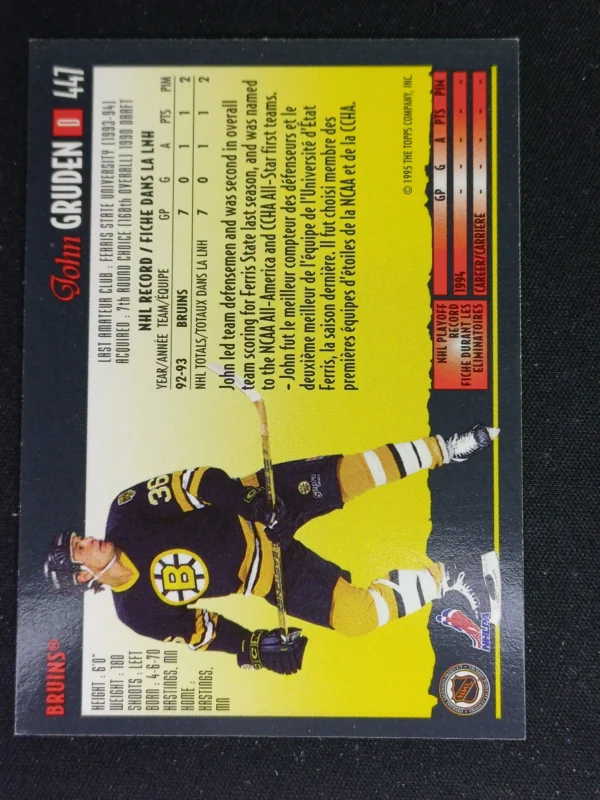 BRUINS®
John GRUDEN D 447
HEIGHT : 6'0"
WEIGHT : 180
SHOOTS : LEFT
BORN : 4-6-70
HASTINGS, MN
HOME :
HASTINGS,
MN
LAST AMATEUR CLUB : FERRIS STATE UNIVERSITY (1993-94)
ACQUIRED : 7th ROUND CHOICE (168th OVERALL) 1990 DRAFT
NHL RECORD / FICHE DANS LA LNH
YEAR/ANNÉE TEAM/ÉQUIPE GP G A PTS PIM
92-93 BRUINS 7 0 1 1 2
NHL TOTALS/TOTAUX DANS LA LNH 7 0 1 1 2
John led team defensemen and was second in overall
team scoring for Ferris State last season, and was named
to the NCAA All-America and CCHA All-Star first teams.
- John fut le meilleur compteur des défenseurs et le
deuxième meilleur de l'équipe de l'Université d'État
Ferris, la saison dernière. Il fut choisi membre des
premières équipes d'étoiles de la NCAA et de la CCHA.
© 1995 THE TOPPS COMPANY, INC.
NHL PLAYOFF
RECORD
FICHE DURANT LES
ÉLIMINATOIRES
GP G A PTS PIM
1994 - - - - -
CAREER/CARRIÈRE - - - - -
36
B
NHLPA
NHL